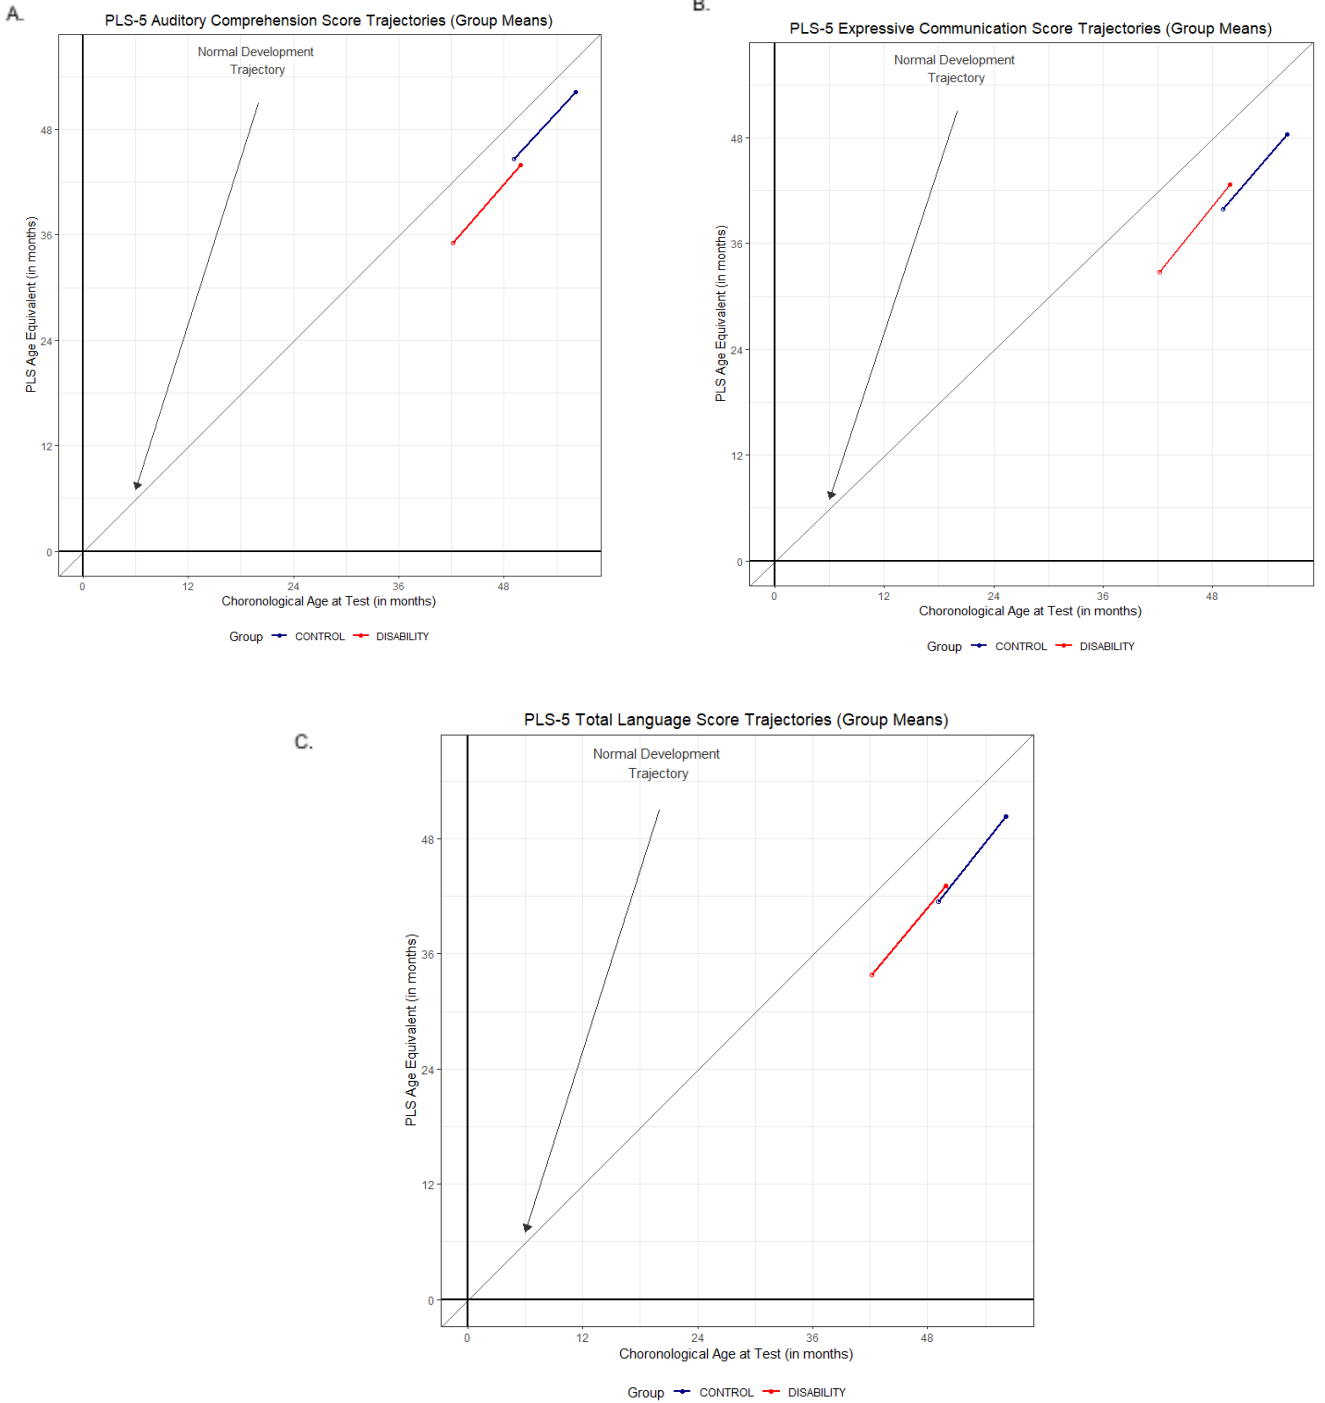 A.
PLS-5 Auditory Comprehension Score Trajectories (Group Means)
Normal Development
Trajectory
48
36
24
12
0
PLS Age Equivalent (in months)
0 12 24 36 48
Choronological Age at Test (in months)
Group CONTROL DISABILITY
B.
PLS-5 Expressive Communication Score Trajectories (Group Means)
Normal Development
Trajectory
48
36
24
12
0
PLS Age Equivalent (in months)
0 12 24 36 48
Choronological Age at Test (in months)
Group CONTROL DISABILITY
C.
PLS-5 Total Language Score Trajectories (Group Means)
Normal Development
Trajectory
48
36
24
12
0
PLS Age Equivalent (in months)
0 12 24 36 48
Choronological Age at Test (in months)
Group CONTROL DISABILITY